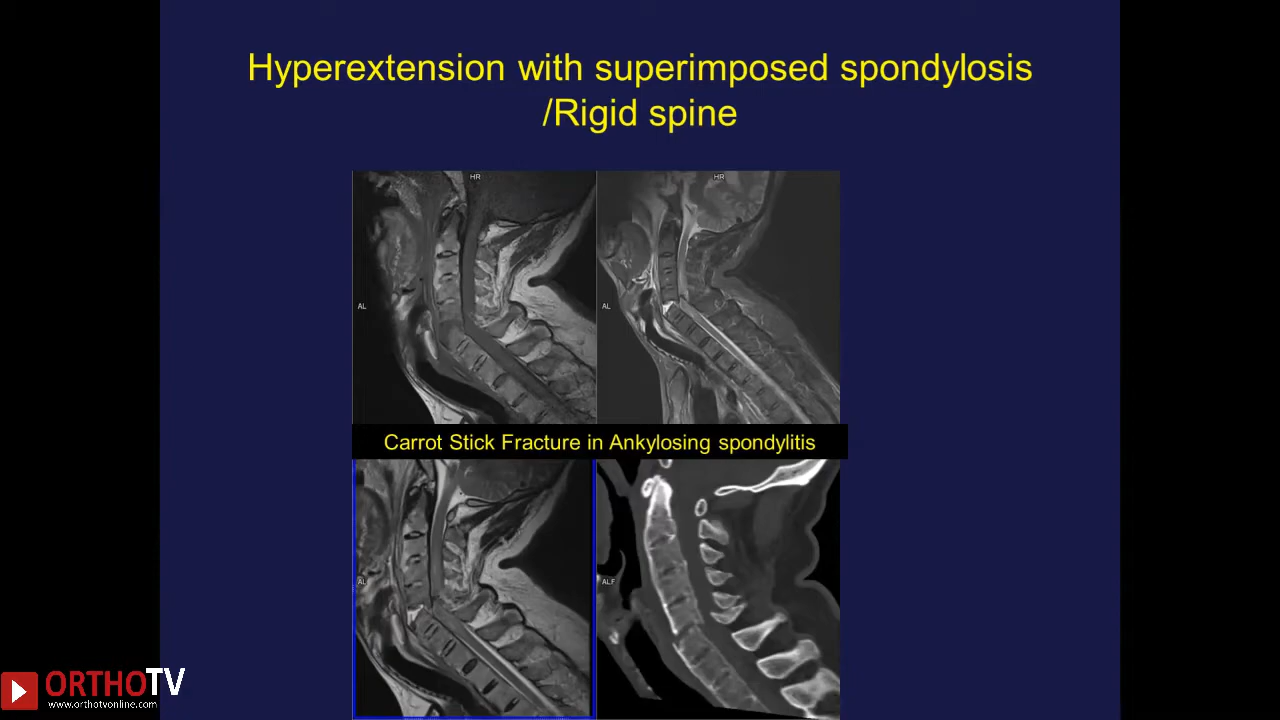 Hyperextension with superimposed spondylosis
/Rigid spine
HR
HR
AL
AL
Carrot Stick Fracture in Ankylosing spondylitis
AL
ALF
ORTHOTV
www.orthotvonline.com